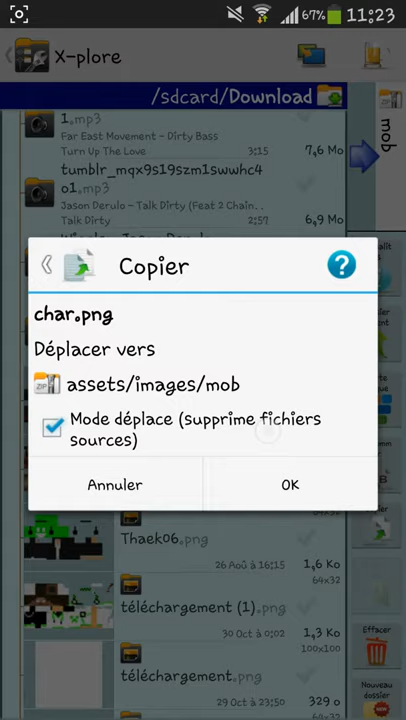 67% 11:23
X-plore
/sdcard/Download
1.mp3
Far East Movement - Dirty Bass
Turn Up The Love 3:15 7,6 Mo
tumblr_mqx9s19szm1swwhc4
o1.mp3
Jason Derulo - Talk Dirty (Feat 2 Chain..
Talk Dirty 2:57 6,9 Mo
mob
Copier
char.png
Déplacer vers
ZIP assets/images/mob
Mode déplace (supprime fichiers
sources)
Annuler OK
Thaek06.png
26 Aoû à 16:15 1,6 Ko
64x32
téléchargement (1).png
30 Oct à 0:02 1,3 Ko
100x100
téléchargement.png
29 Oct à 23:50 329 o
64x32
Effacer
Nouveau
dossier